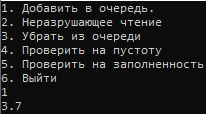 1. Добавить в очередь.
2. Неразрушающее чтение
3. Убрать из очереди
4. Проверить на пустоту
5. Проверить на заполненность
6. Выйти
1
3.7